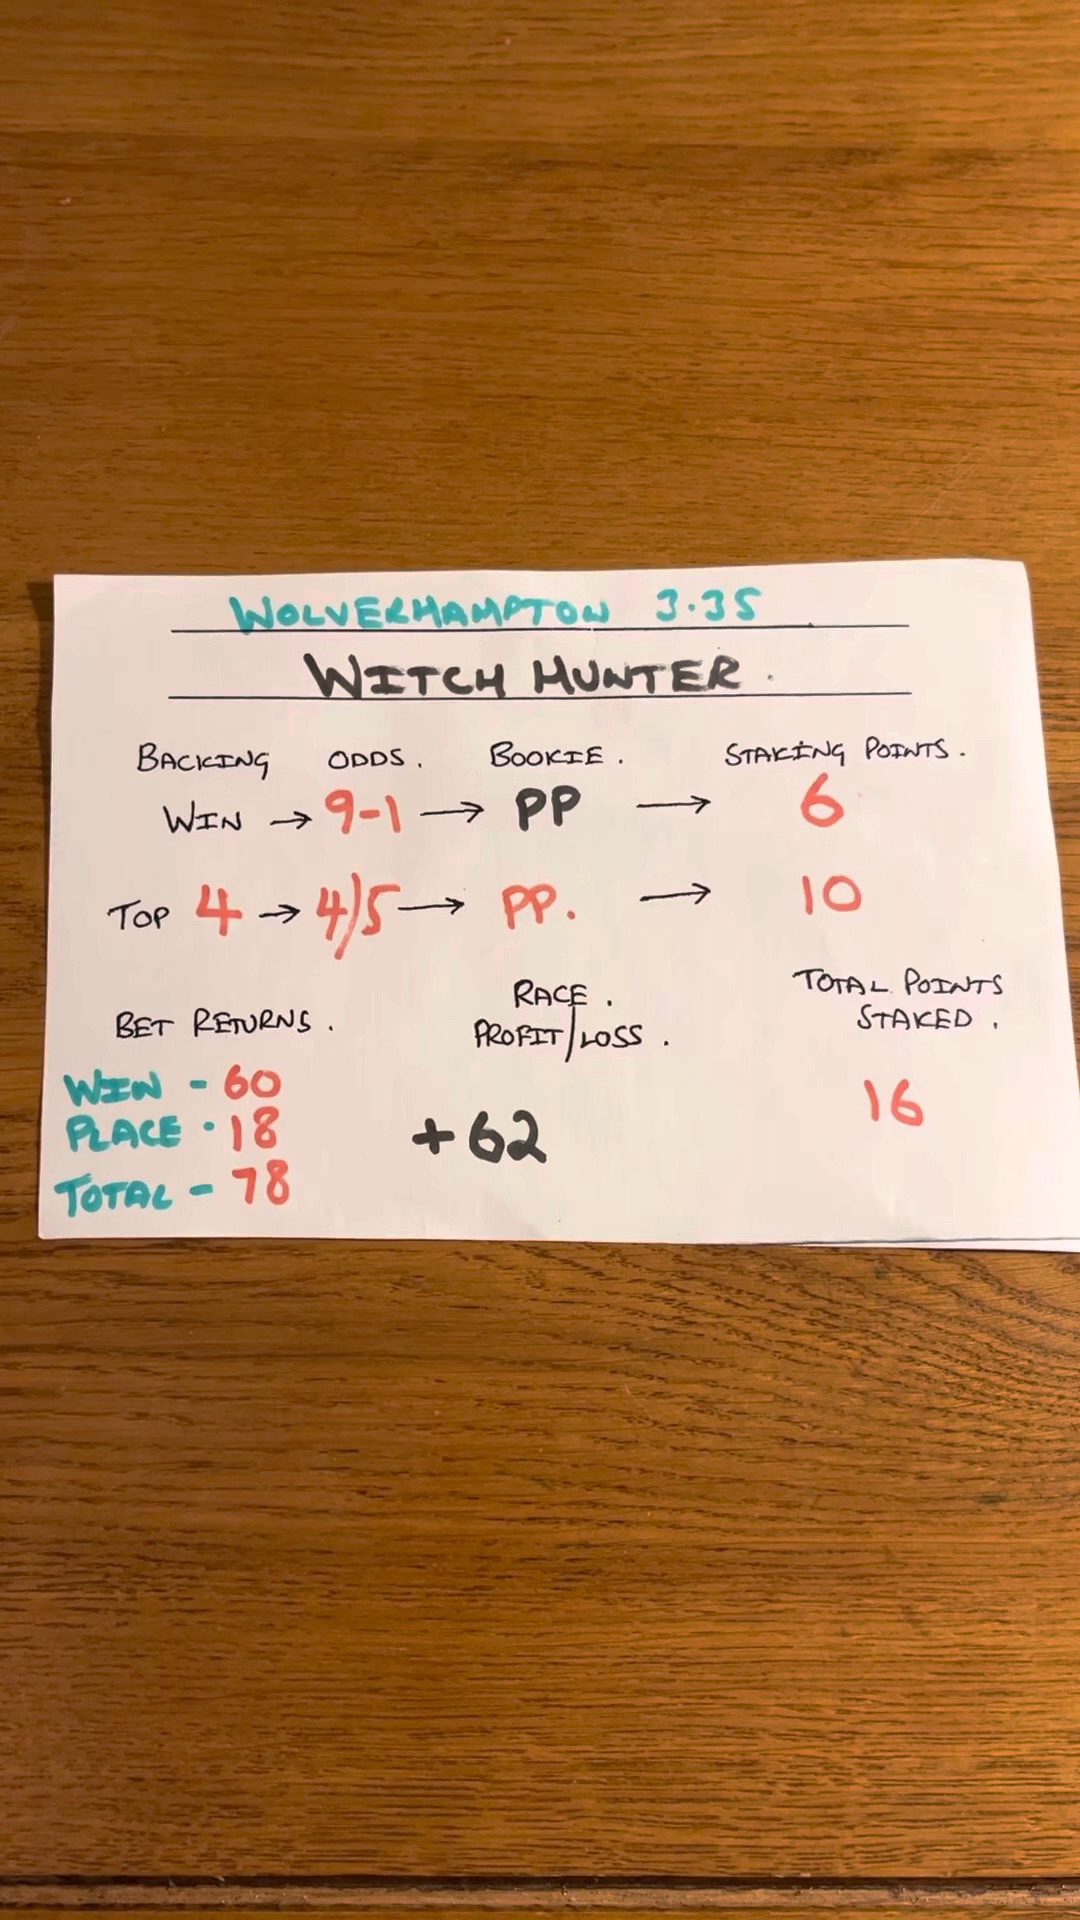 WOLVERHAMPTON 3.35
WITCH HUNTER.
BACKING ODDS. BOOKIE. STAKING POINTS.
WIN → 9-1 → PP → 6
TOP 4 → 4/5 → PP. → 10
BET RETURNS.
RACE.
PROFIT/LOSS.
TOTAL POINTS
STAKED.
WIN - 60
PLACE - 18
TOTAL - 78
+62
16